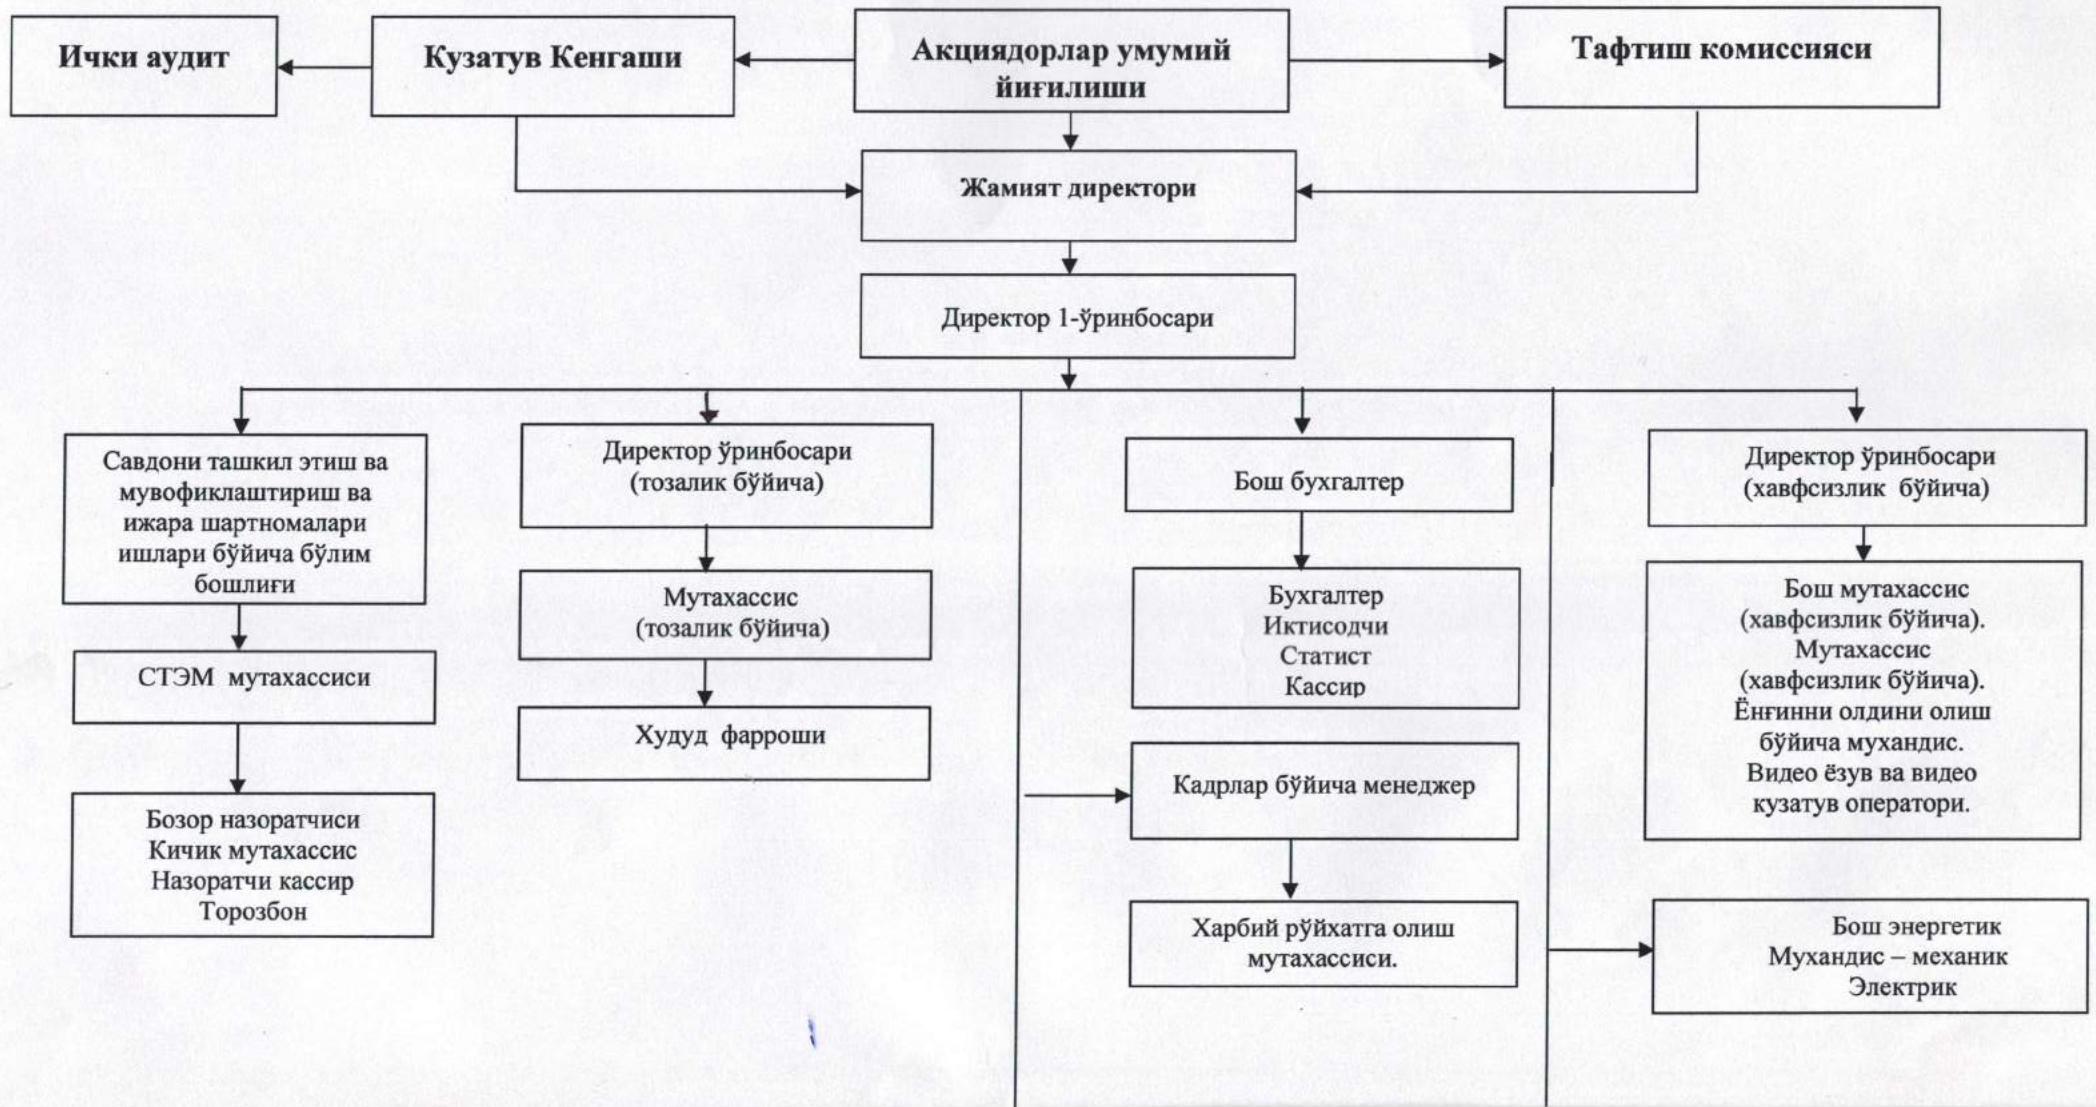 Ички аудит
Кузатув Кенгаши
Акциядорлар умумий
йиғилиши
Тафтиш комиссияси
Жамият директори
Директор 1-ўринбосари
Савдони ташкил этиш ва
мувофиклаштириш ва
ижара шартномалари
ишлари бўйича бўлим
бошлиғи
СТЭМ мутахассиси
Бозор назоратчиси
Кичик мутахассис
Назоратчи кассир
Торозбон
Директор ўринбосари
(тозалик бўйича)
Мутахассис
(тозалик бўйича)
Худуд фарроши
Бош бухгалтер
Бухгалтер
Иктисодчи
Статист
Кассир
Кадрлар бўйича менеджер
Харбий рўйхатга олиш
мутахассиси.
Директор ўринбосари
(хавфсизлик бўйича)
Бош мутахассис
(хавфсизлик бўйича).
Мутахассис
(хавфсизлик бўйича).
Ёнғинни олдини олиш
бўйича мухандис.
Видео ёзув ва видео
кузатув оператори.
Бош энергетик
Мухандис – механик
Электрик